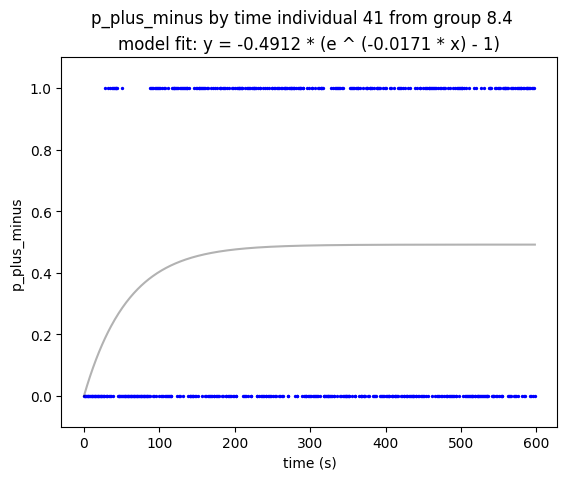 p_plus_minus by time individual 41 from group 8.4
model fit: y = -0.4912 * (e ^ (-0.0171 * x) - 1)
1.0
0.8
0.6
0.4
0.2
0.0
p_plus_minus
0 100 200 300 400 500 600
time (s)